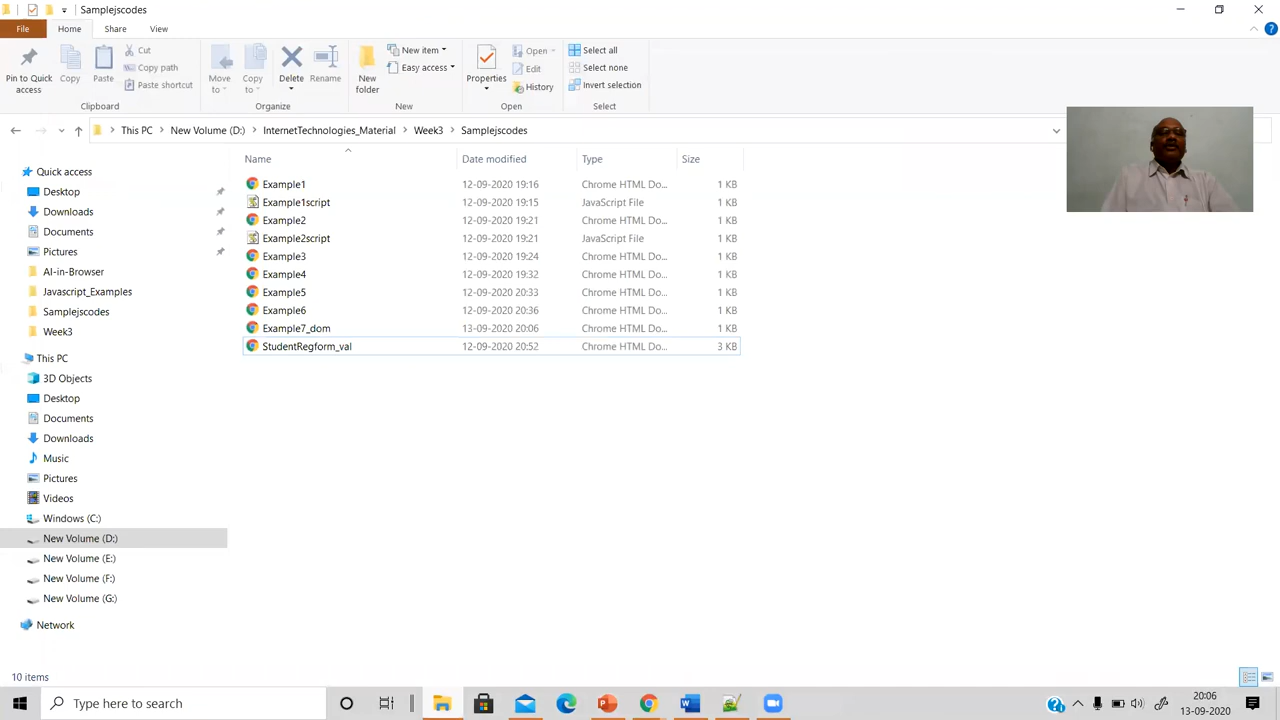 Samplejscodes
File Home Share View
Pin to Quick access
Copy
Paste
Cut
Copy path
Paste shortcut
Clipboard
Move to
Copy to
Delete
Rename
Organize
New folder
New item
Easy access
New
Properties
Open
Edit
History
Open
Select all
Select none
Invert selection
Select
This PC New Volume (D:) InternetTechnologies_Material Week3 Samplejscodes
Name Date modified Type Size
Example1 12-09-2020 19:16 Chrome HTML Do... 1 KB
Example1script 12-09-2020 19:15 JavaScript File 1 KB
Example2 12-09-2020 19:21 Chrome HTML Do... 1 KB
Example2script 12-09-2020 19:21 JavaScript File 1 KB
Example3 12-09-2020 19:24 Chrome HTML Do... 1 KB
Example4 12-09-2020 19:32 Chrome HTML Do... 1 KB
Example5 12-09-2020 20:33 Chrome HTML Do... 1 KB
Example6 12-09-2020 20:36 Chrome HTML Do... 1 KB
Example7_dom 13-09-2020 20:06 Chrome HTML Do... 1 KB
StudentRegform_val 12-09-2020 20:52 Chrome HTML Do... 3 KB
Quick access
Desktop
Downloads
Documents
Pictures
AI-in-Browser
Javascript_Examples
Samplejscodes
Week3
This PC
3D Objects
Desktop
Documents
Downloads
Music
Pictures
Videos
Windows (C:)
New Volume (D:)
New Volume (E:)
New Volume (F:)
New Volume (G:)
Network
10 items
Type here to search
20:06
13-09-2020